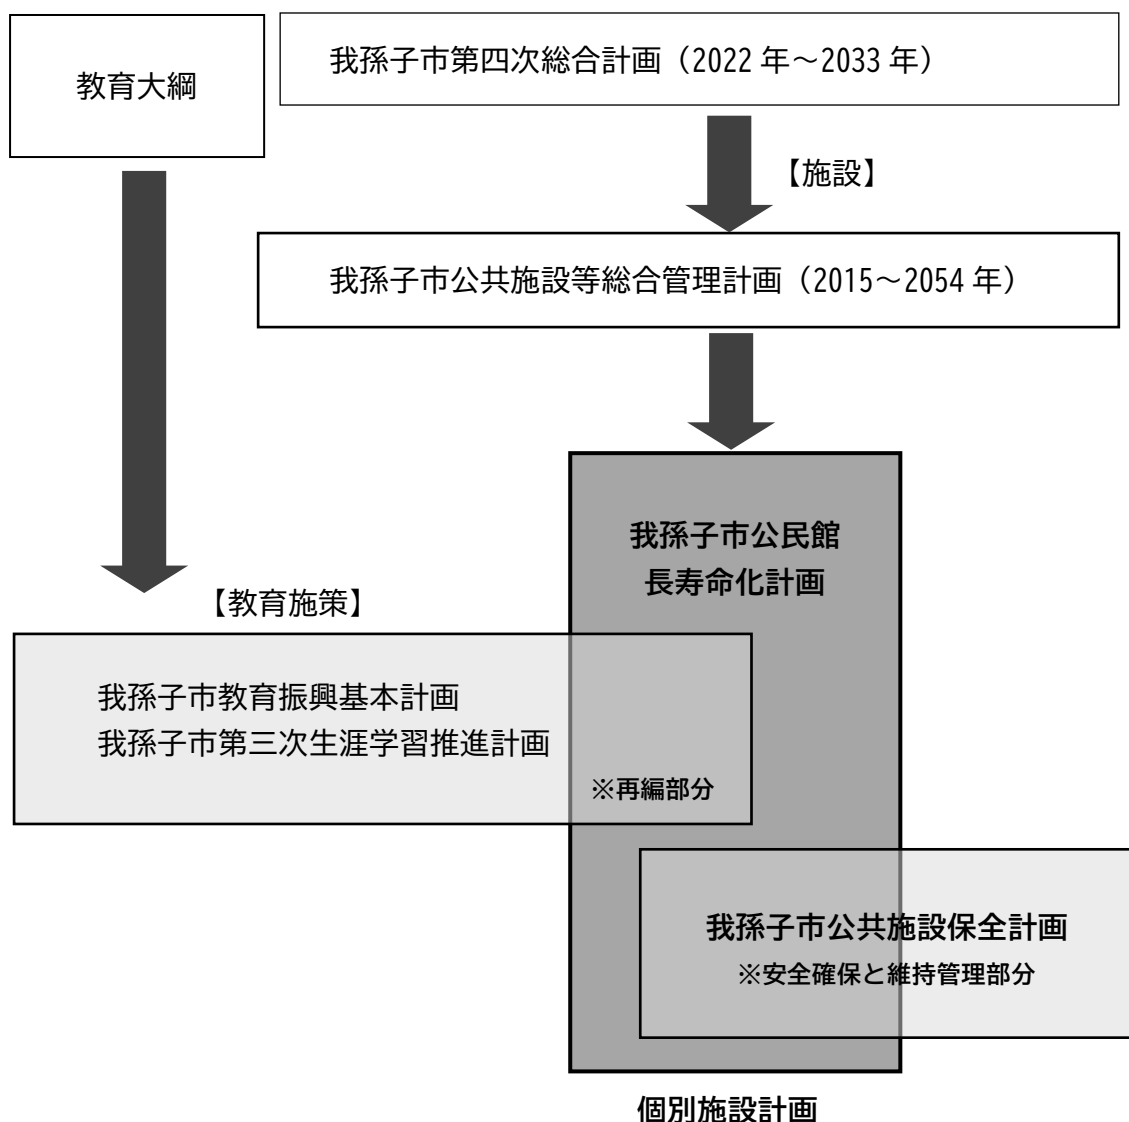 教育大綱
我孫子市第四次総合計画（2022 年～2033 年）
【施設】
我孫子市公共施設等総合管理計画（2015～2054 年）
我孫子市公民館
長寿命化計画
【教育施策】
我孫子市教育振興基本計画
我孫子市第三次生涯学習推進計画
※再編部分
我孫子市公共施設保全計画
※安全確保と維持管理部分
個別施設計画